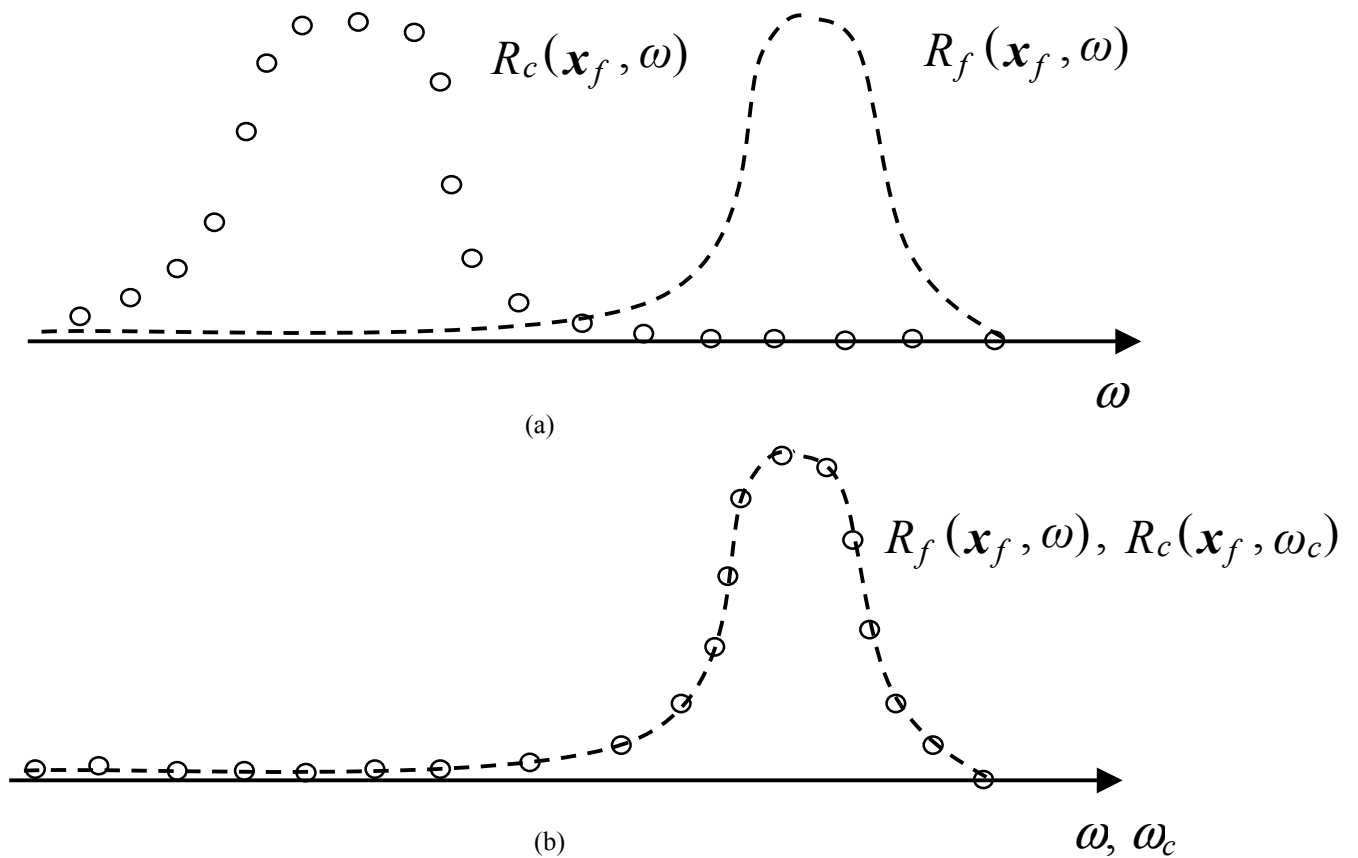 R_c(x_f, ω) R_f(x_f, ω)
ω
(a)
R_f(x_f, ω), R_c(x_f, ω_c)
ω, ω_c
(b)